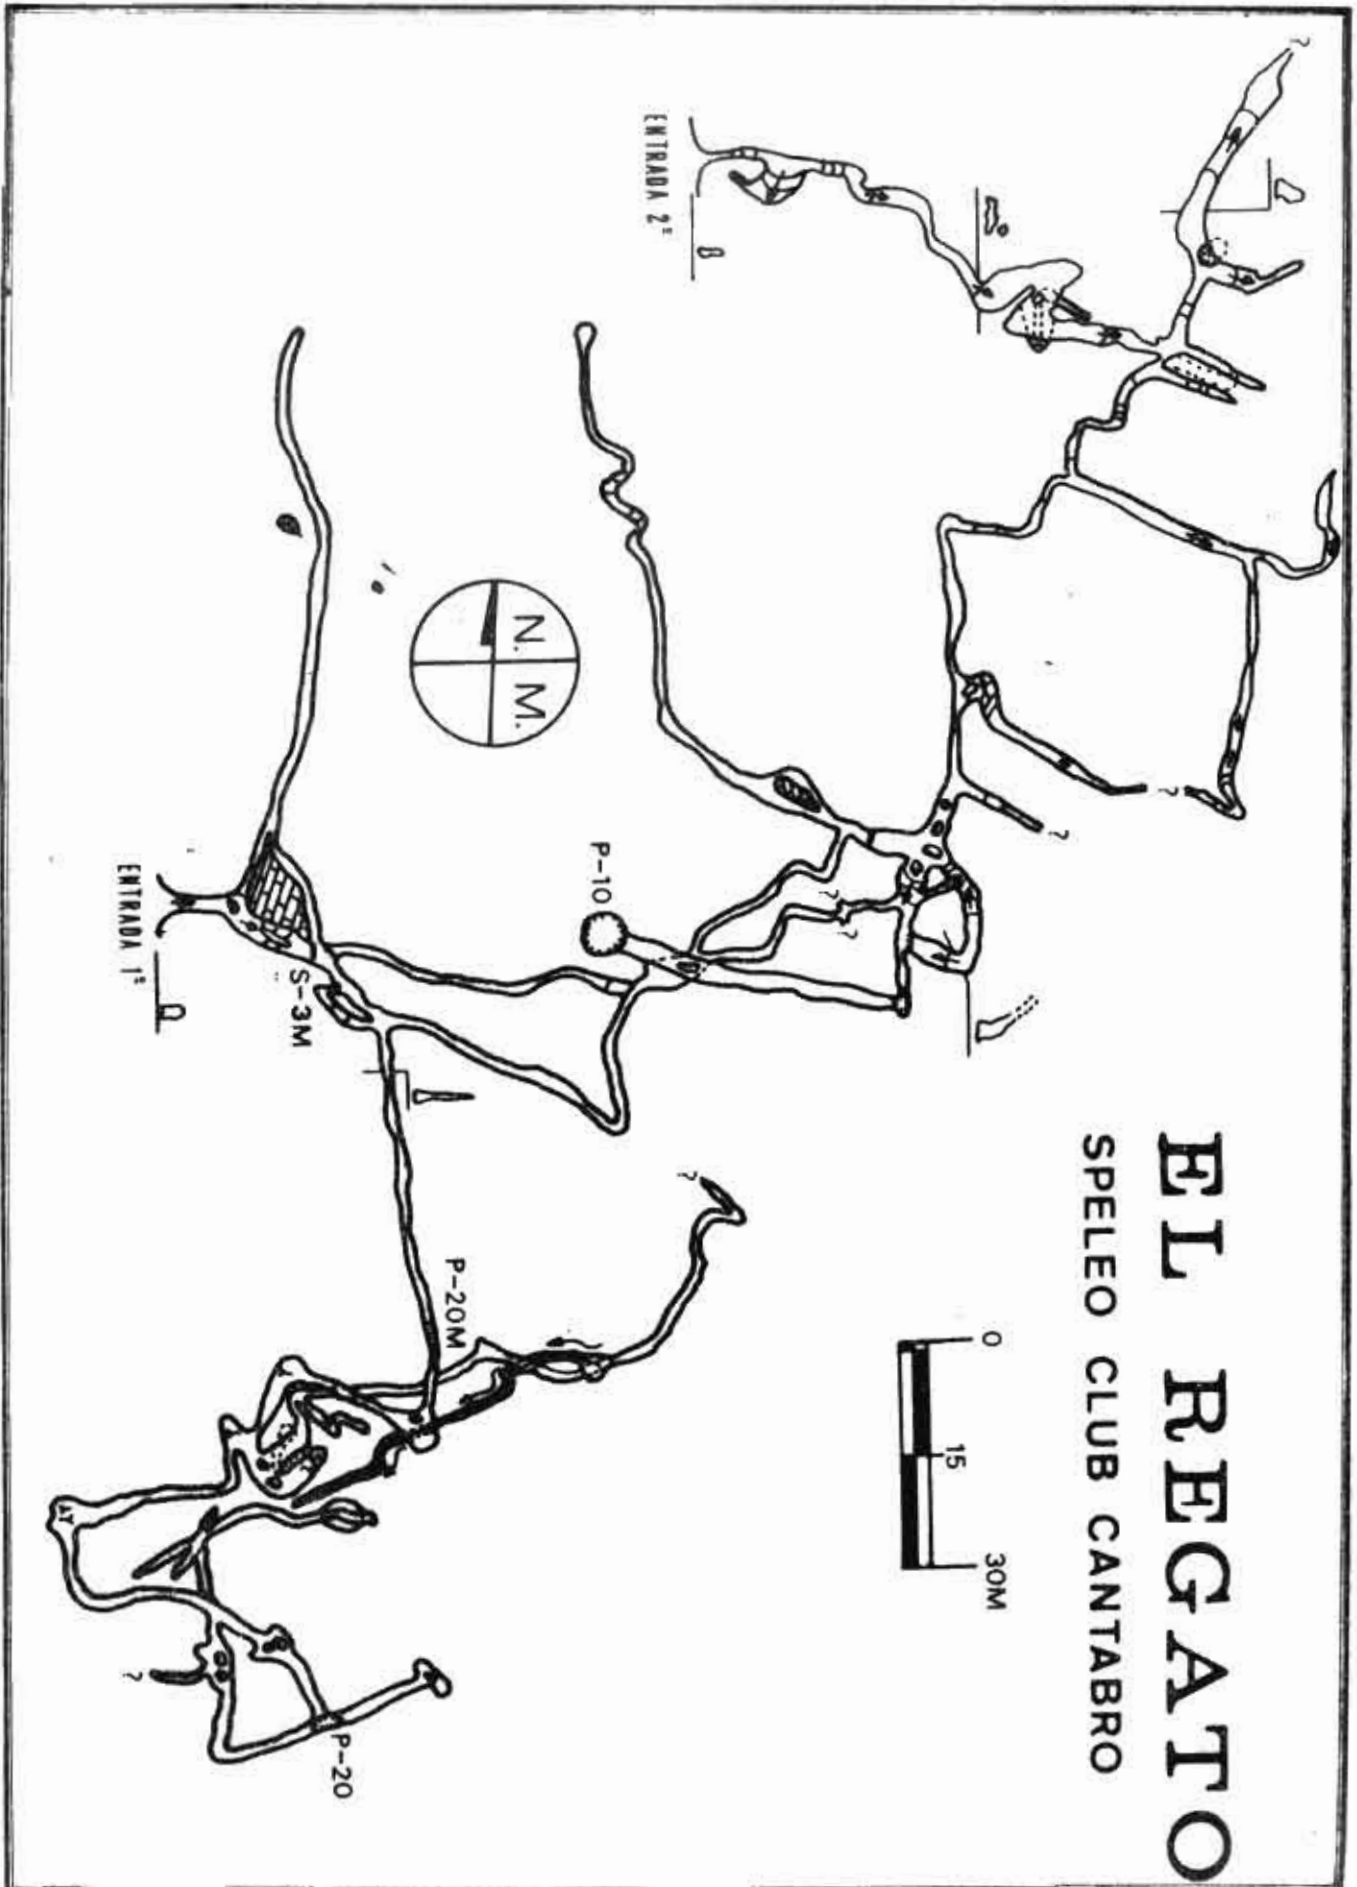 EL REGATO
SPELEO CLUB CANTABRO
0 15 30M
?
ENTRADA 2ª
?
?
?
N. M.
P-10
?
?
ENTRADA 1ª
S-3M
?
P-20M
?
P-20